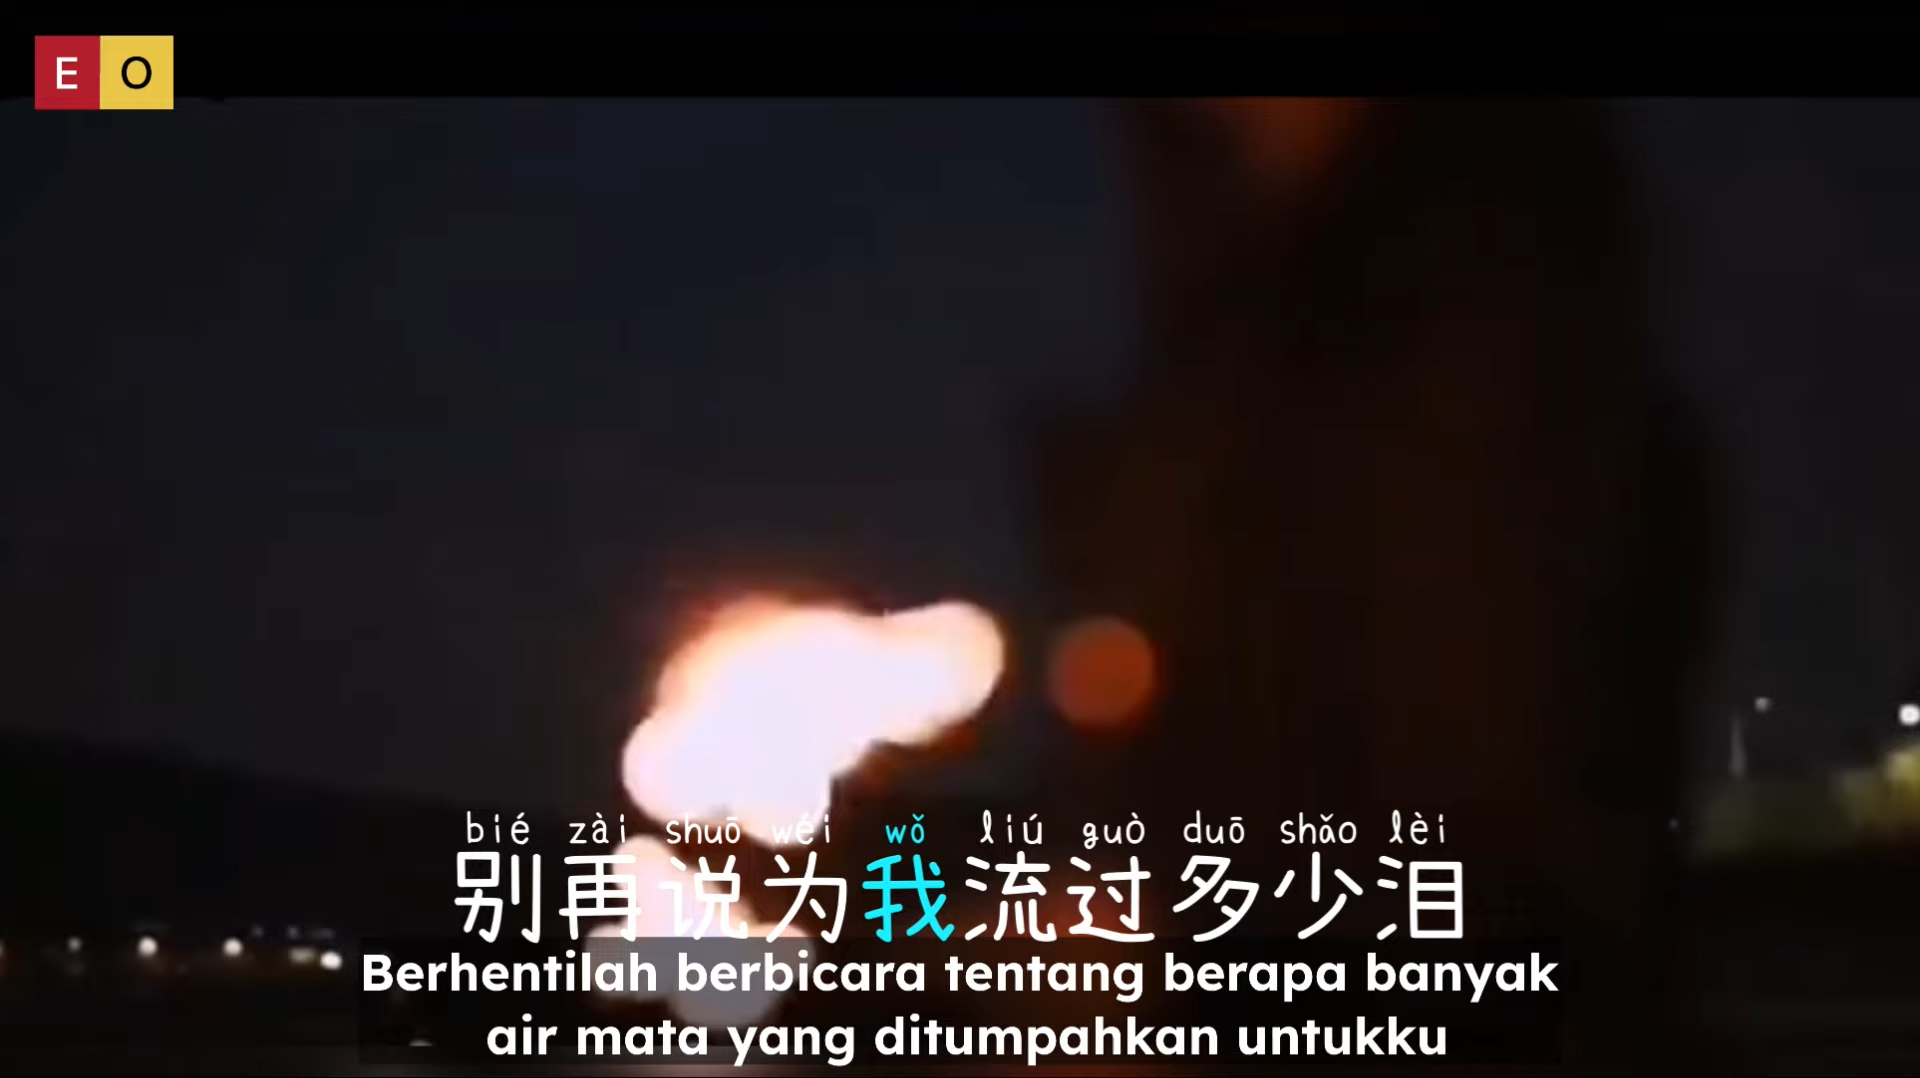 E O
bié zài shuō wéi wǒ liú guò duō shǎo lèi
别再说为我流过多少泪
Berhentilah berbicara tentang berapa banyak
air mata yang ditumpahkan untukku